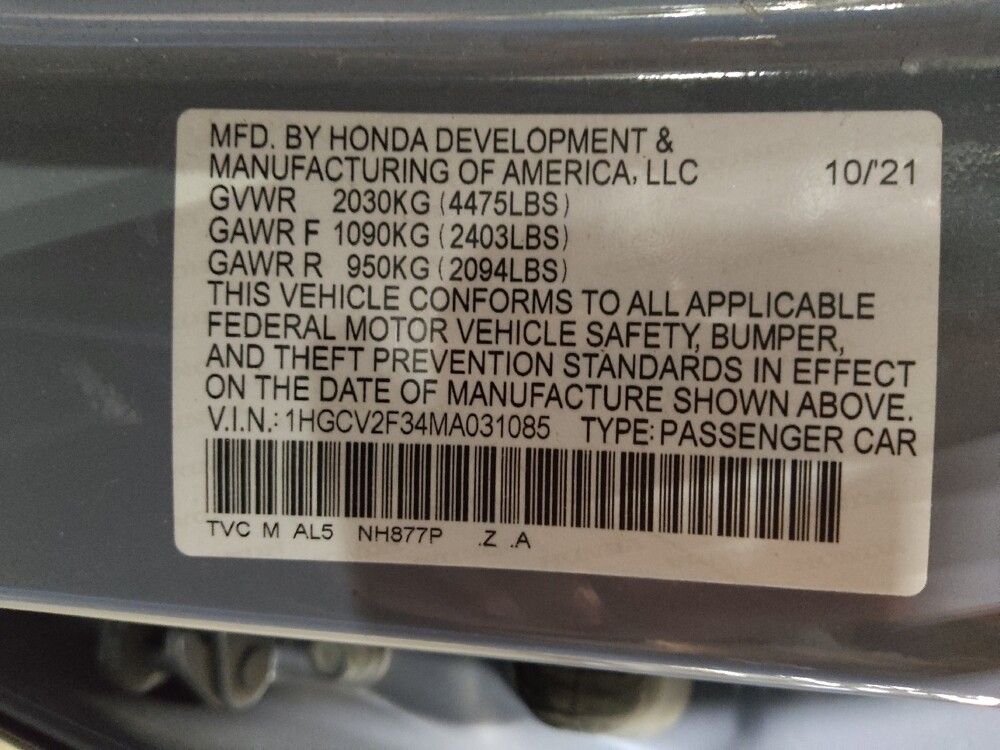 MFD. BY HONDA DEVELOPMENT &
MANUFACTURING OF AMERICA, LLC 10/'21
GVWR 2030KG (4475LBS)
GAWR F 1090KG (2403LBS)
GAWR R 950KG (2094LBS)
THIS VEHICLE CONFORMS TO ALL APPLICABLE
FEDERAL MOTOR VEHICLE SAFETY, BUMPER,
AND THEFT PREVENTION STANDARDS IN EFFECT
ON THE DATE OF MANUFACTURE SHOWN ABOVE.
V.I.N.: 1HGCV2F34MA031085 TYPE: PASSENGER CAR
TVC M AL5 NH877P .Z .A